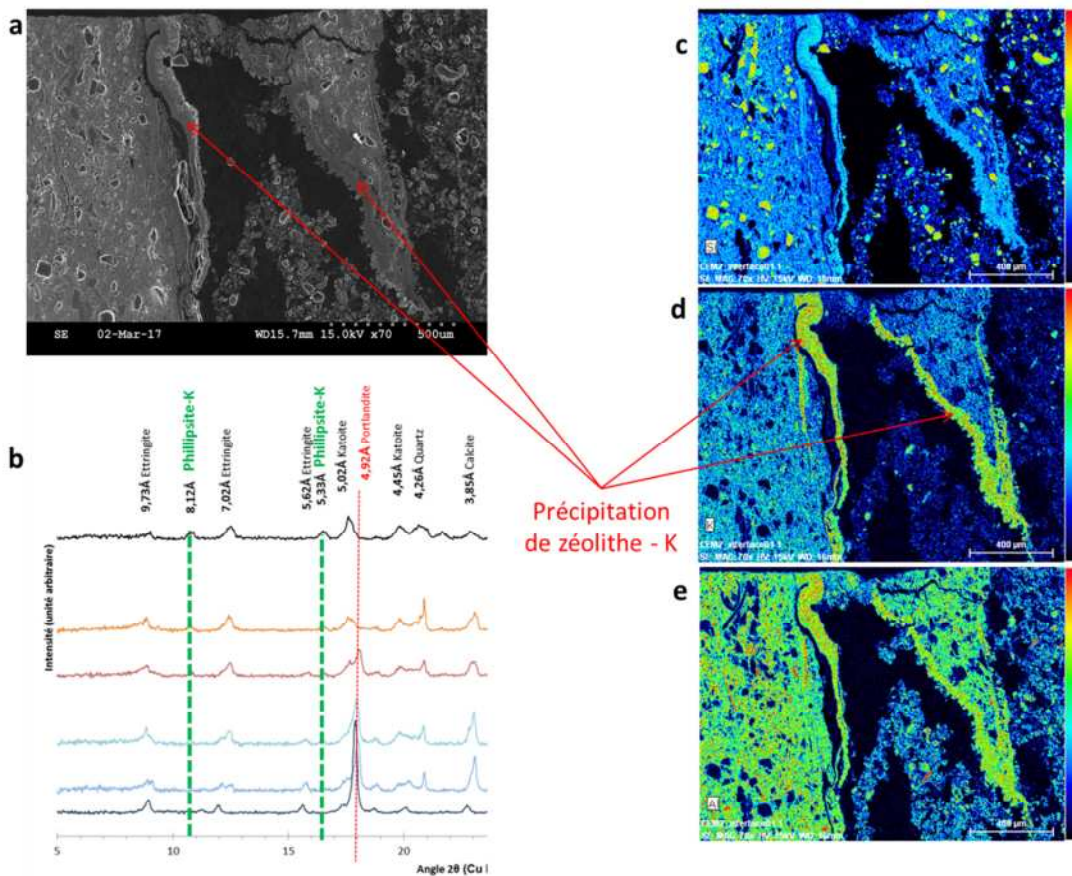 a
SE 02-Mar-17 WD15.7mm 15.0kV x70 500um
b
9,73Å Ettringite
8,12Å Phillipsite-K
7,02Å Ettringite
5,62Å Ettringite
5,33Å Phillipsite-K
5,02Å Katoite
4,92Å Portlandite
4,45Å Katoite
4,26Å Quartz
3,85Å Calcite
Intensité (unité arbitraire)
5 10 15 20
Angle 2θ (Cu
Précipitation
de zéolithe - K
c
400 µm
d
K
400 µm
e
400 µm